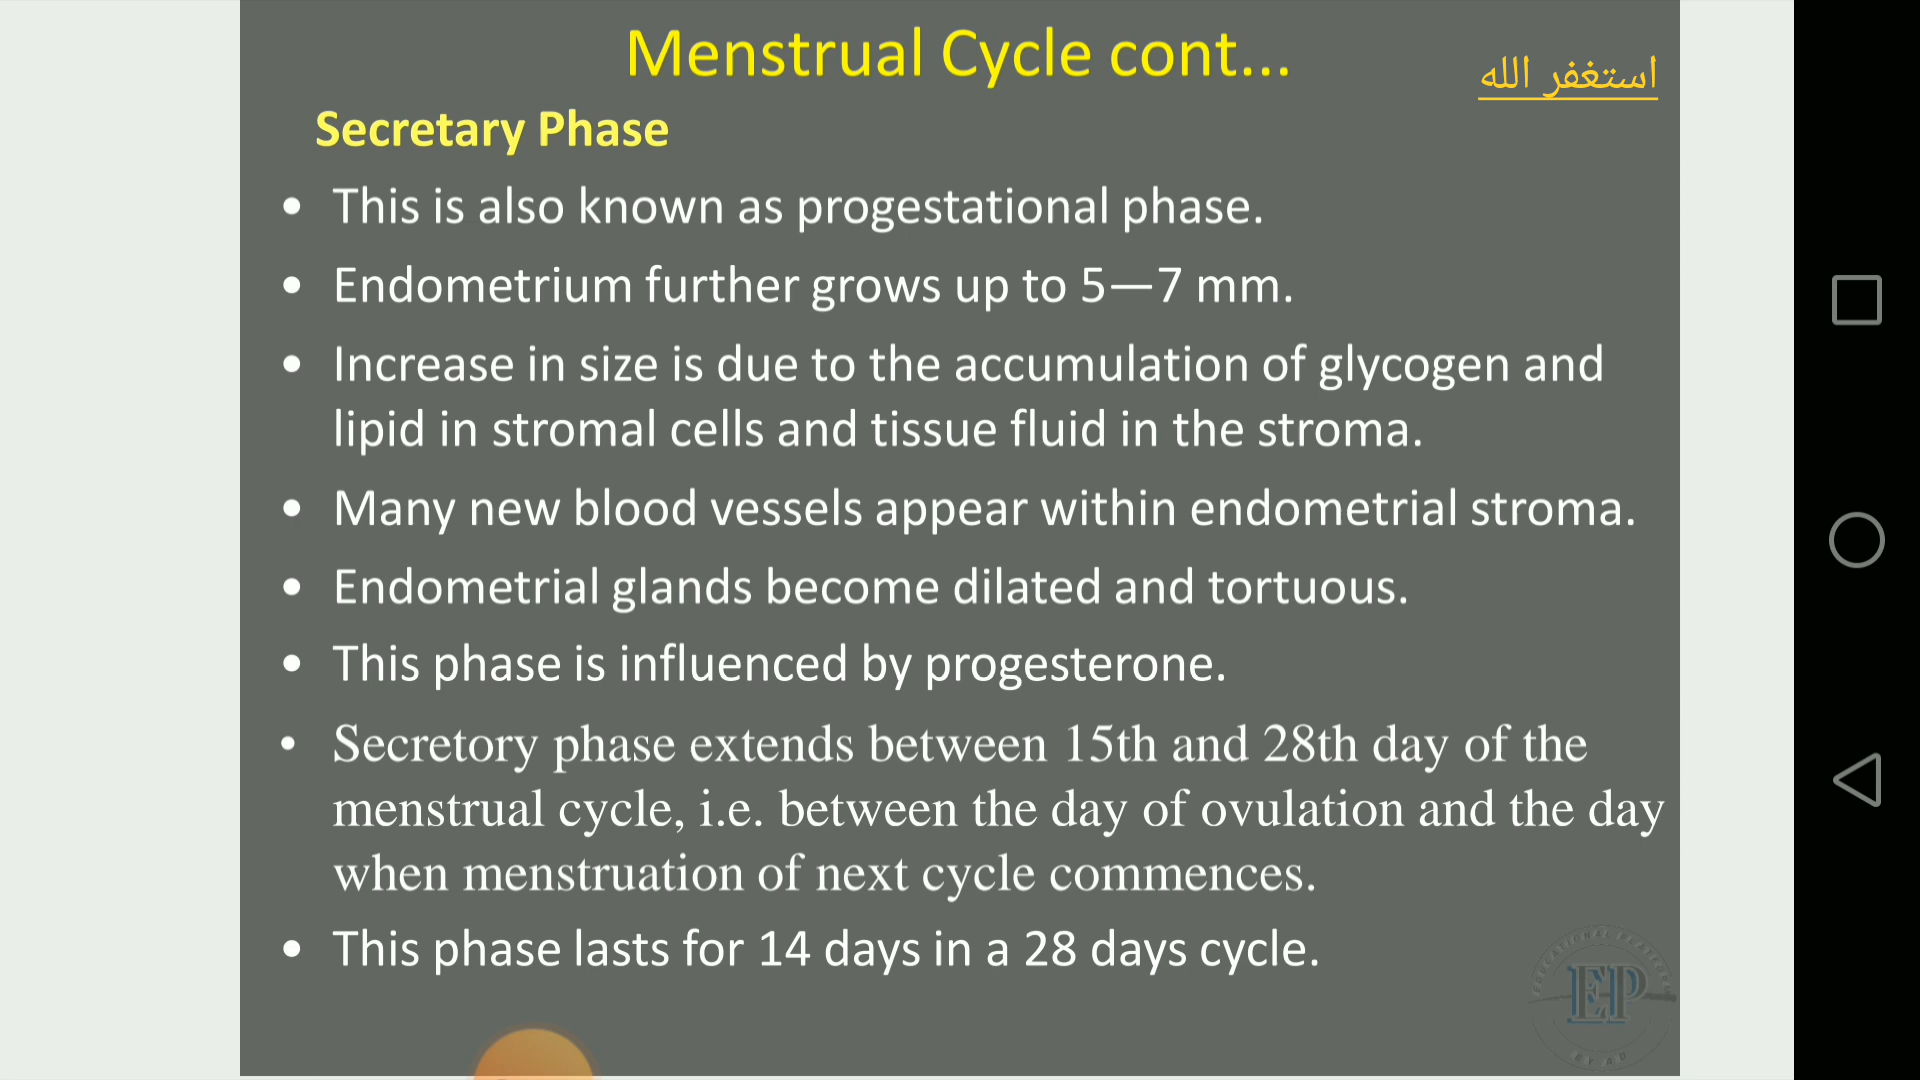 Menstrual Cycle cont...
استغفر الله
Secretary Phase
• This is also known as progestational phase.
• Endometrium further grows up to 5—7 mm.
• Increase in size is due to the accumulation of glycogen and
lipid in stromal cells and tissue fluid in the stroma.
• Many new blood vessels appear within endometrial stroma.
• Endometrial glands become dilated and tortuous.
• This phase is influenced by progesterone.
• Secretory phase extends between 15th and 28th day of the
menstrual cycle, i.e. between the day of ovulation and the day
when menstruation of next cycle commences.
• This phase lasts for 14 days in a 28 days cycle.
EP